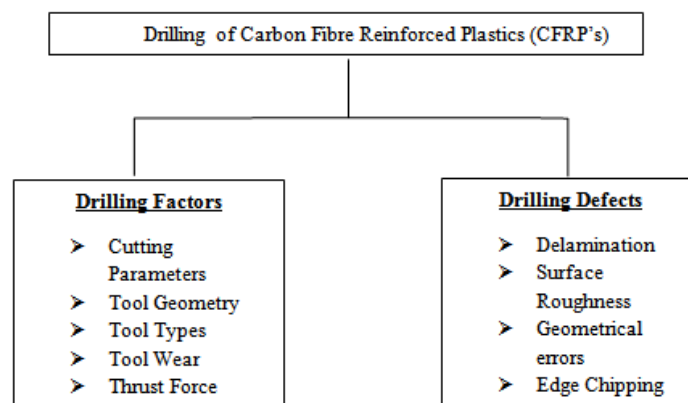 Drilling of Carbon Fibre Reinforced Plastics (CFRP's)
Drilling Factors
➤ Cutting
Parameters
➤ Tool Geometry
➤ Tool Types
➤ Tool Wear
➤ Thrust Force
Drilling Defects
➤ Delamination
➤ Surface
Roughness
➤ Geometrical
errors
➤ Edge Chipping